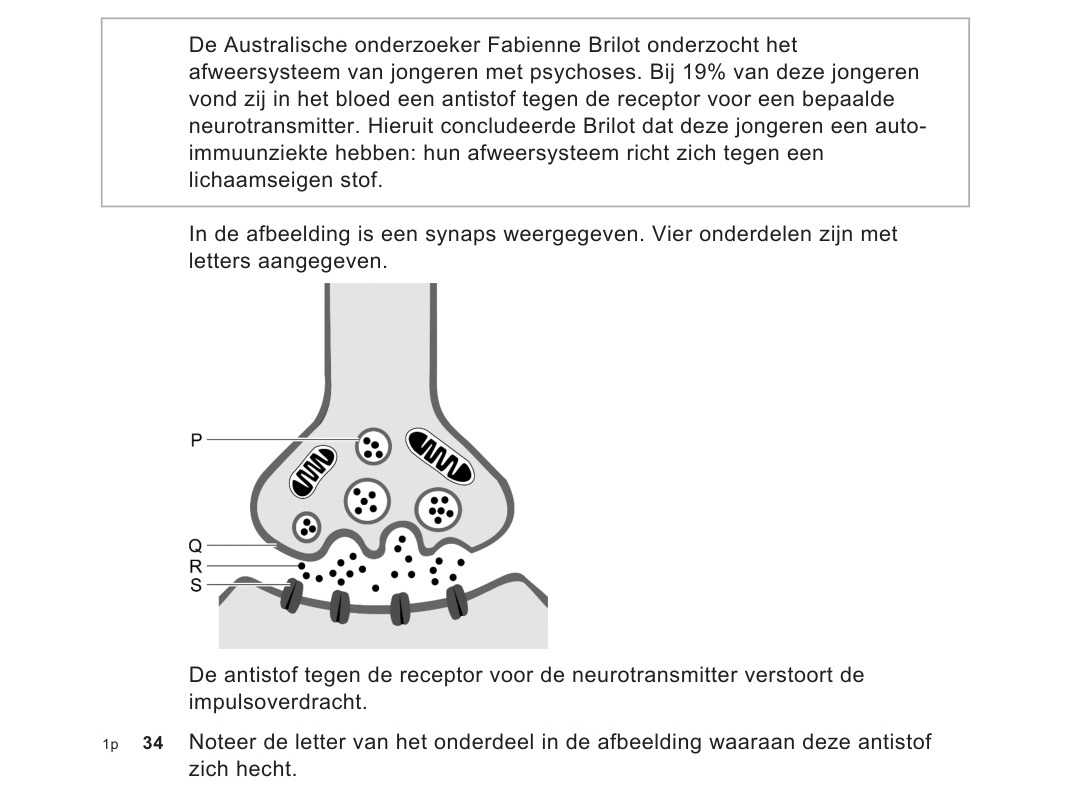 De Australische onderzoeker Fabienne Brilot onderzocht het
afweersysteem van jongeren met psychoses. Bij 19% van deze jongeren
vond zij in het bloed een antistof tegen de receptor voor een bepaalde
neurotransmitter. Hieruit concludeerde Brilot dat deze jongeren een auto-
immuunziekte hebben: hun afweersysteem richt zich tegen een
lichaamseigen stof.
In de afbeelding is een synaps weergegeven. Vier onderdelen zijn met
letters aangegeven.
P
Q
R
S
De antistof tegen de receptor voor de neurotransmitter verstoort de
impulsoverdracht.
1p 34 Noteer de letter van het onderdeel in de afbeelding waaraan deze antistof
zich hecht.